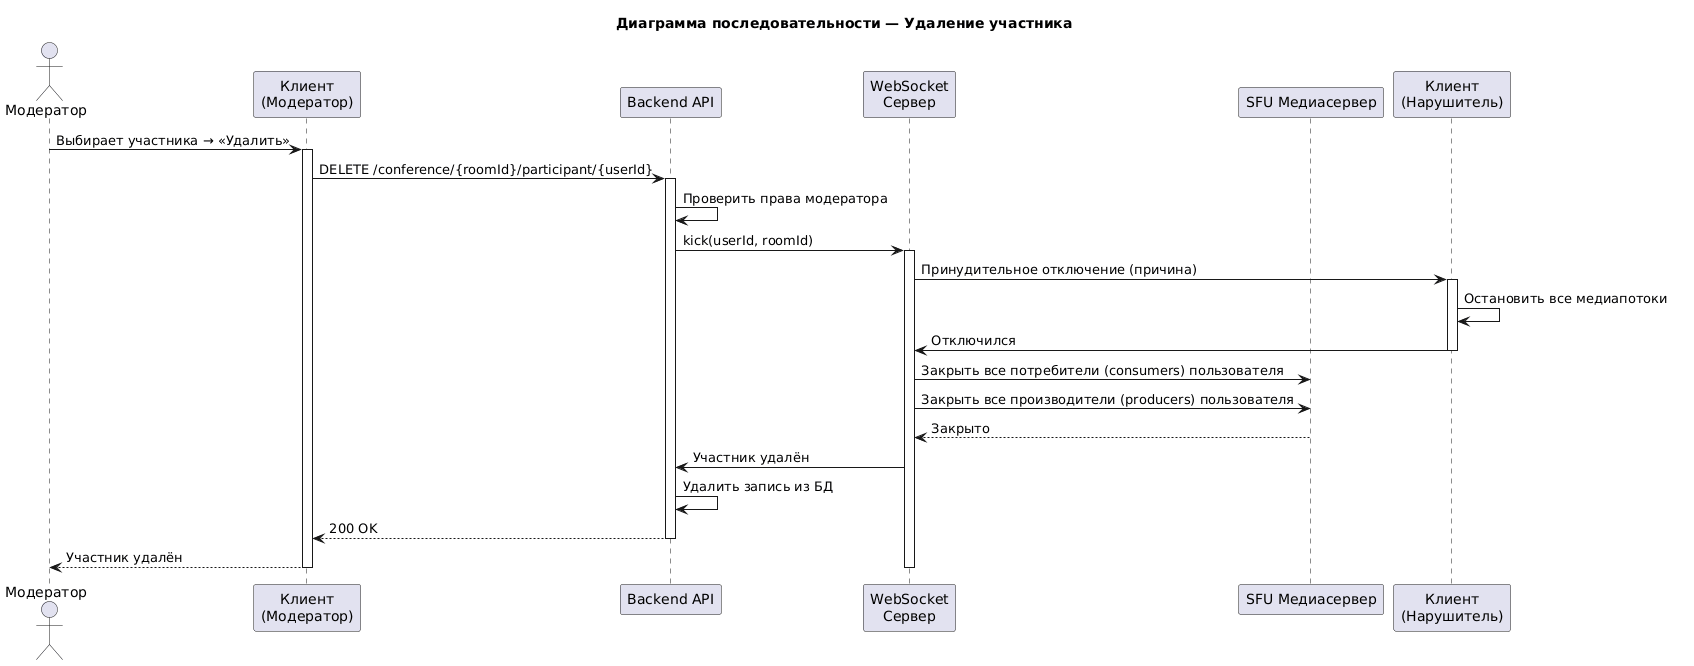 Диаграмма последовательности — Удаление участника
Модератор
Клиент
(Модератор)
Backend API
WebSocket
Сервер
SFU Медиасервер
Клиент
(Нарушитель)
Выбирает участника → «Удалить»
DELETE /conference/{roomId}/participant/{userId}
Проверить права модератора
kick(userId, roomId)
Принудительное отключение (причина)
Остановить все медиапотоки
Отключился
Закрыть все потребители (consumers) пользователя
Закрыть все производители (producers) пользователя
Закрыто
Участник удалён
Удалить запись из БД
200 OK
Участник удалён
Модератор
Клиент
(Модератор)
Backend API
WebSocket
Сервер
SFU Медиасервер
Клиент
(Нарушитель)